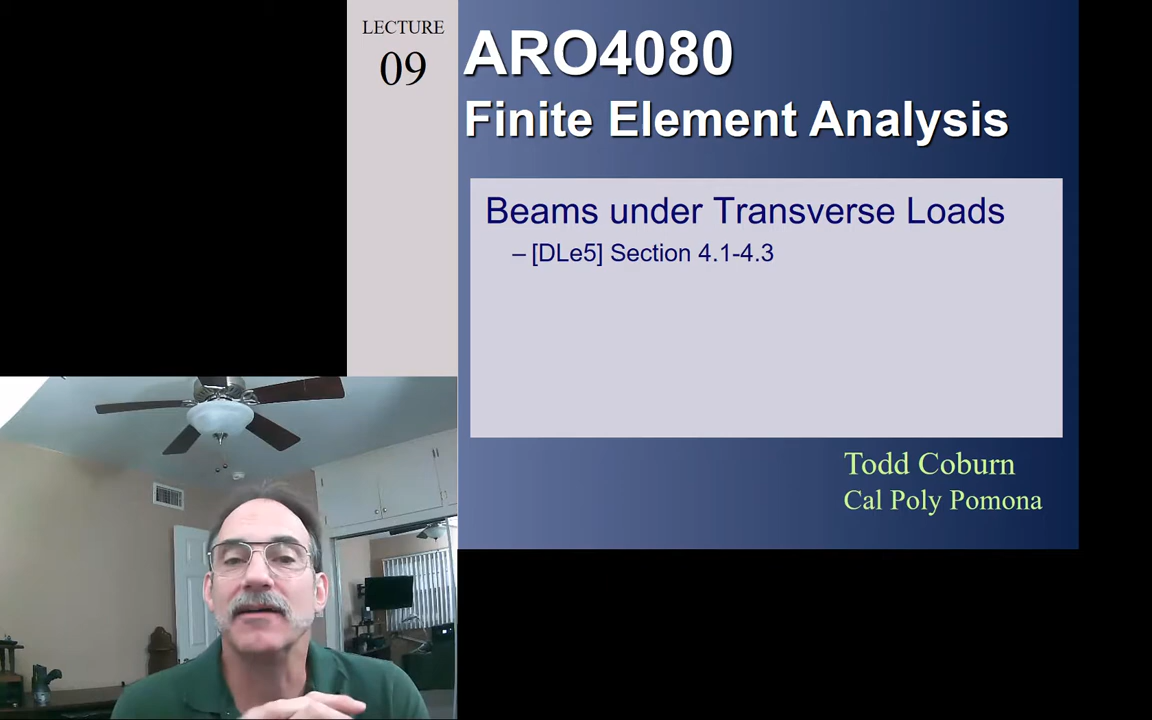 LECTURE
09
ARO4080
Finite Element Analysis
Beams under Transverse Loads
– [DLe5] Section 4.1-4.3
Todd Coburn
Cal Poly Pomona